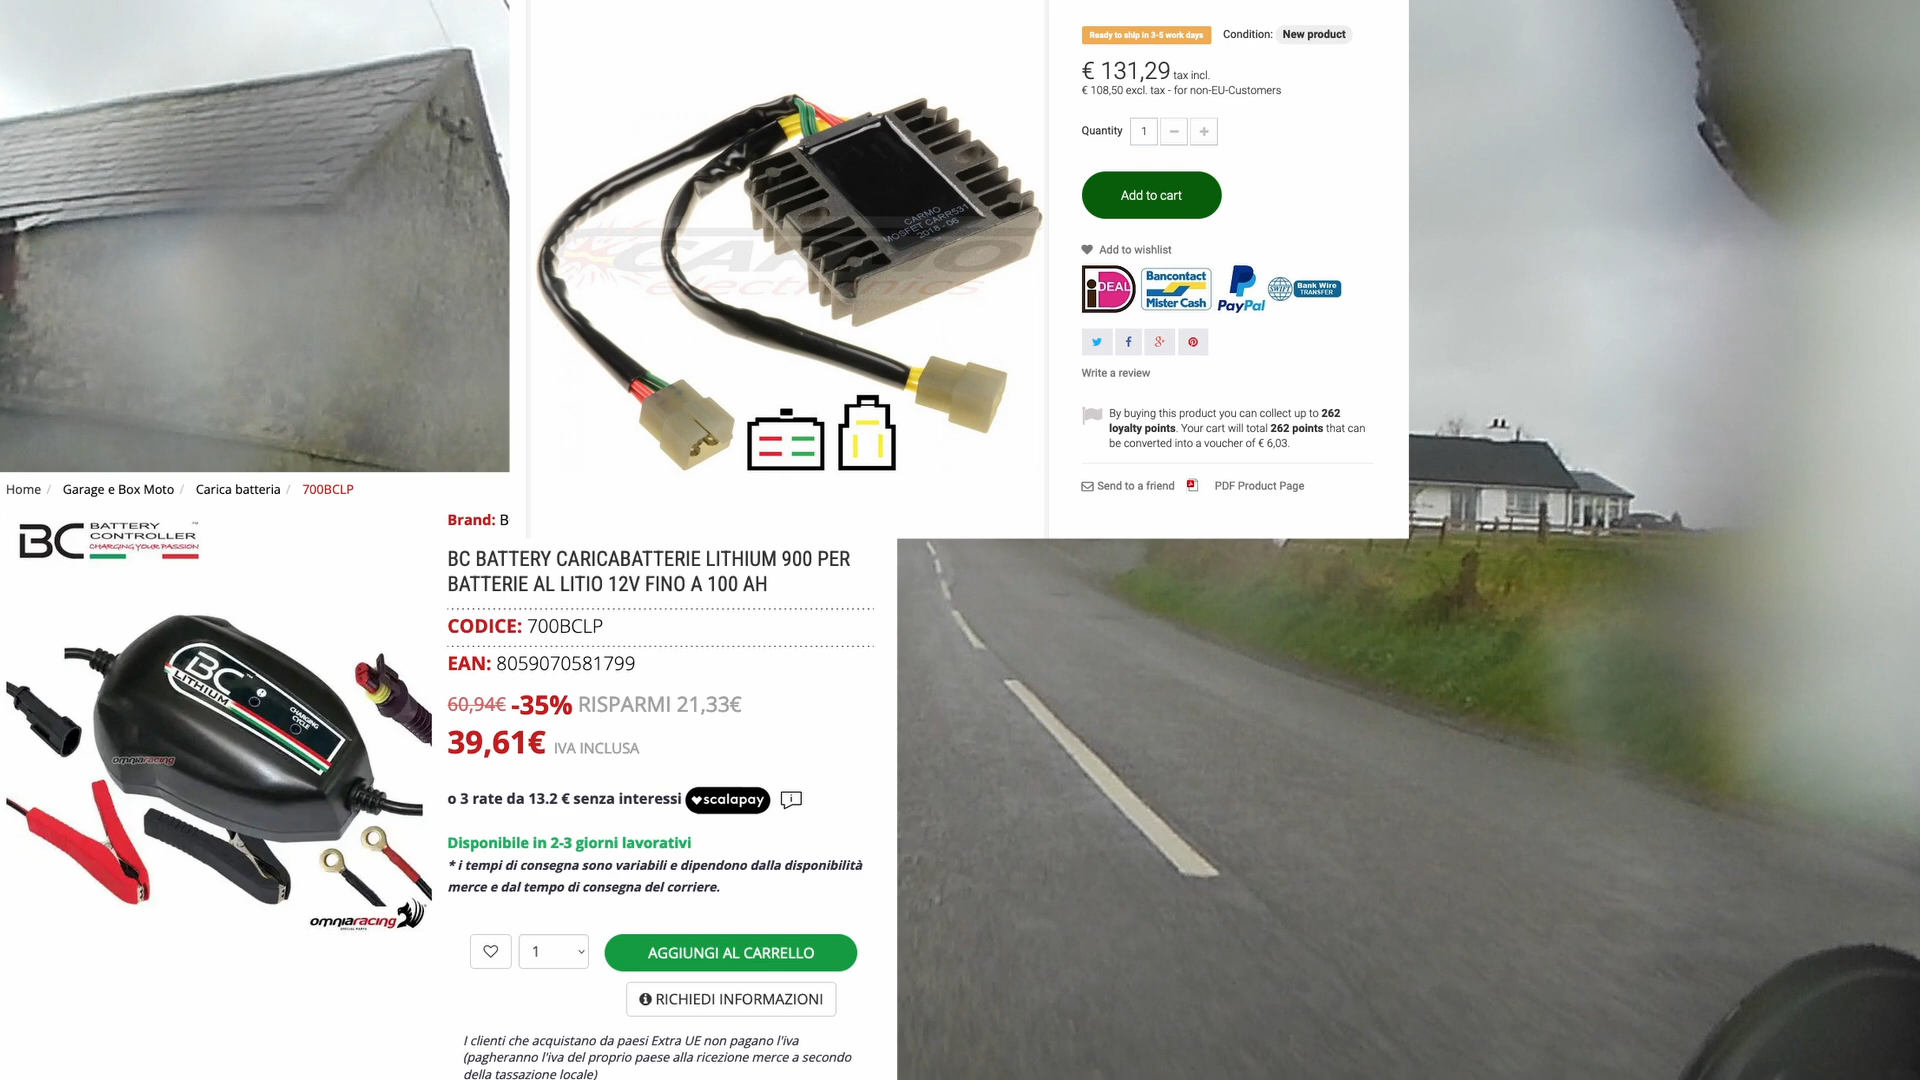 Ready to ship in 3-5 work days
Condition: New product
€ 131,29 tax incl.
€ 108,50 excl. tax - for non-EU-Customers
Quantity 1
Add to cart
Add to wishlist
iDEAL
Bancontact
Mister Cash
PayPal
SWIFT
Bank Wire
TRANSFER
Write a review
By buying this product you can collect up to 262
loyalty points. Your cart will total 262 points that can
be converted into a voucher of € 6,03.
Send to a friend
PDF Product Page
CARMO
MOSFET CARR531
2018-06
CARMO
electronics
Home / Garage e Box Moto / Carica batteria / 700BCLP
BC BATTERY
CONTROLLER
CHARGING YOUR PASSION
Brand: B
BC BATTERY CARICABATTERIE LITHIUM 900 PER
BATTERIE AL LITIO 12V FINO A 100 AH
CODICE: 700BCLP
EAN: 8059070581799
60,94€ -35% RISPARMI 21,33€
39,61€ IVA INCLUSA
o 3 rate da 13.2 € senza interessi scalapay
Disponibile in 2-3 giorni lavorativi
* i tempi di consegna sono variabili e dipendono dalla disponibilità
merce e dal tempo di consegna del corriere.
1
AGGIUNGI AL CARRELLO
RICHIEDI INFORMAZIONI
I clienti che acquistano da paesi Extra UE non pagano l'iva
(pagheranno l'iva del proprio paese alla ricezione merce a secondo
della tassazione locale)
BC
LITHIUM
CHARGING
CYCLE
omniaracing
omniaracing